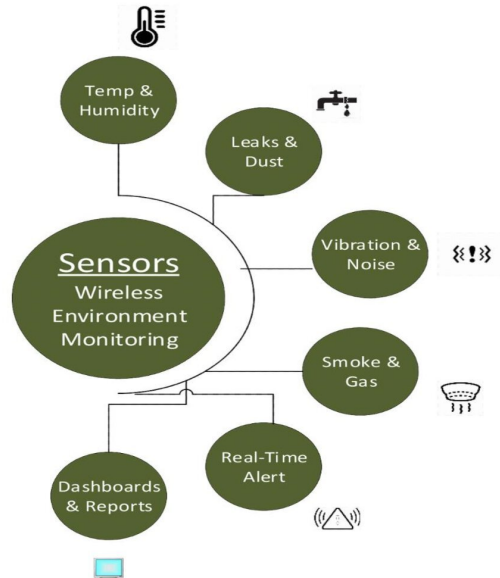 Temp &
Humidity
Leaks &
Dust
Vibration &
Noise
Sensors
Wireless
Environment
Monitoring
Smoke &
Gas
Real-Time
Alert
Dashboards
& Reports